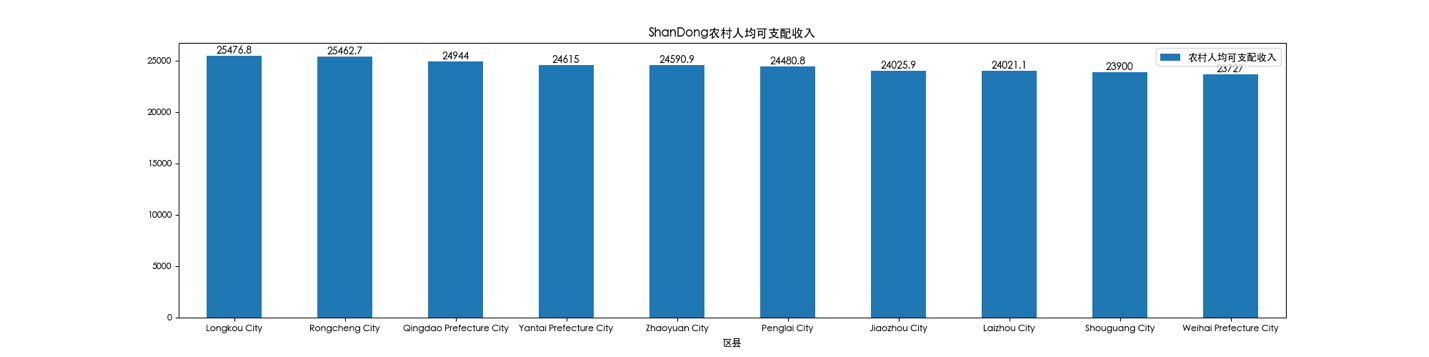 ShanDong农村人均可支配收入
25476.8
25462.7
24944
24615
24590.9
24480.8
24025.9
24021.1
23900
23727
农村人均可支配收入
25000
20000
15000
10000
5000
0
Longkou City
Rongcheng City
Qingdao Prefecture City
Yantai Prefecture City
Zhaoyuan City
Penglai City
Jiaozhou City
Laizhou City
Shouguang City
Weihai Prefecture City
区县